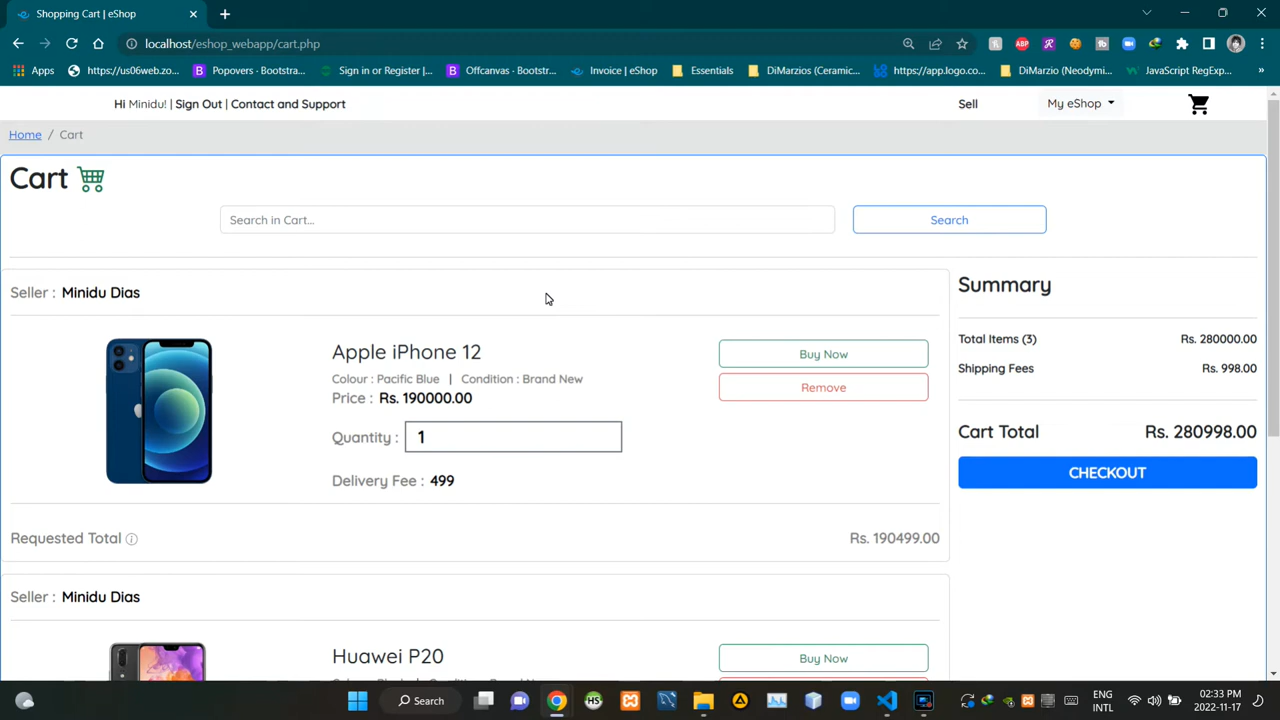 Shopping Cart | eShop
localhost/eshop_webapp/cart.php
Apps https://us06web.zo... Popovers · Bootstra... Sign in or Register |... Offcanvas · Bootstr... Invoice | eShop Essentials DiMarzios (Ceramic... https://app.logo.co... DiMarzio (Neodymi... JavaScript RegExp... »
Hi Minidu! | Sign Out | Contact and Support Sell My eShop
Home / Cart
Cart
Search in Cart... Search
Seller : Minidu Dias
Summary
Apple iPhone 12
Colour : Pacific Blue | Condition : Brand New
Price : Rs. 190000.00
Quantity : 1
Delivery Fee : 499
Buy Now
Remove
Requested Total Rs. 190499.00
Total Items (3) Rs. 280000.00
Shipping Fees Rs. 998.00
Cart Total Rs. 280998.00
CHECKOUT
Seller : Minidu Dias
Huawei P20
Buy Now
Search
ENG
INTL
02:33 PM
2022-11-17